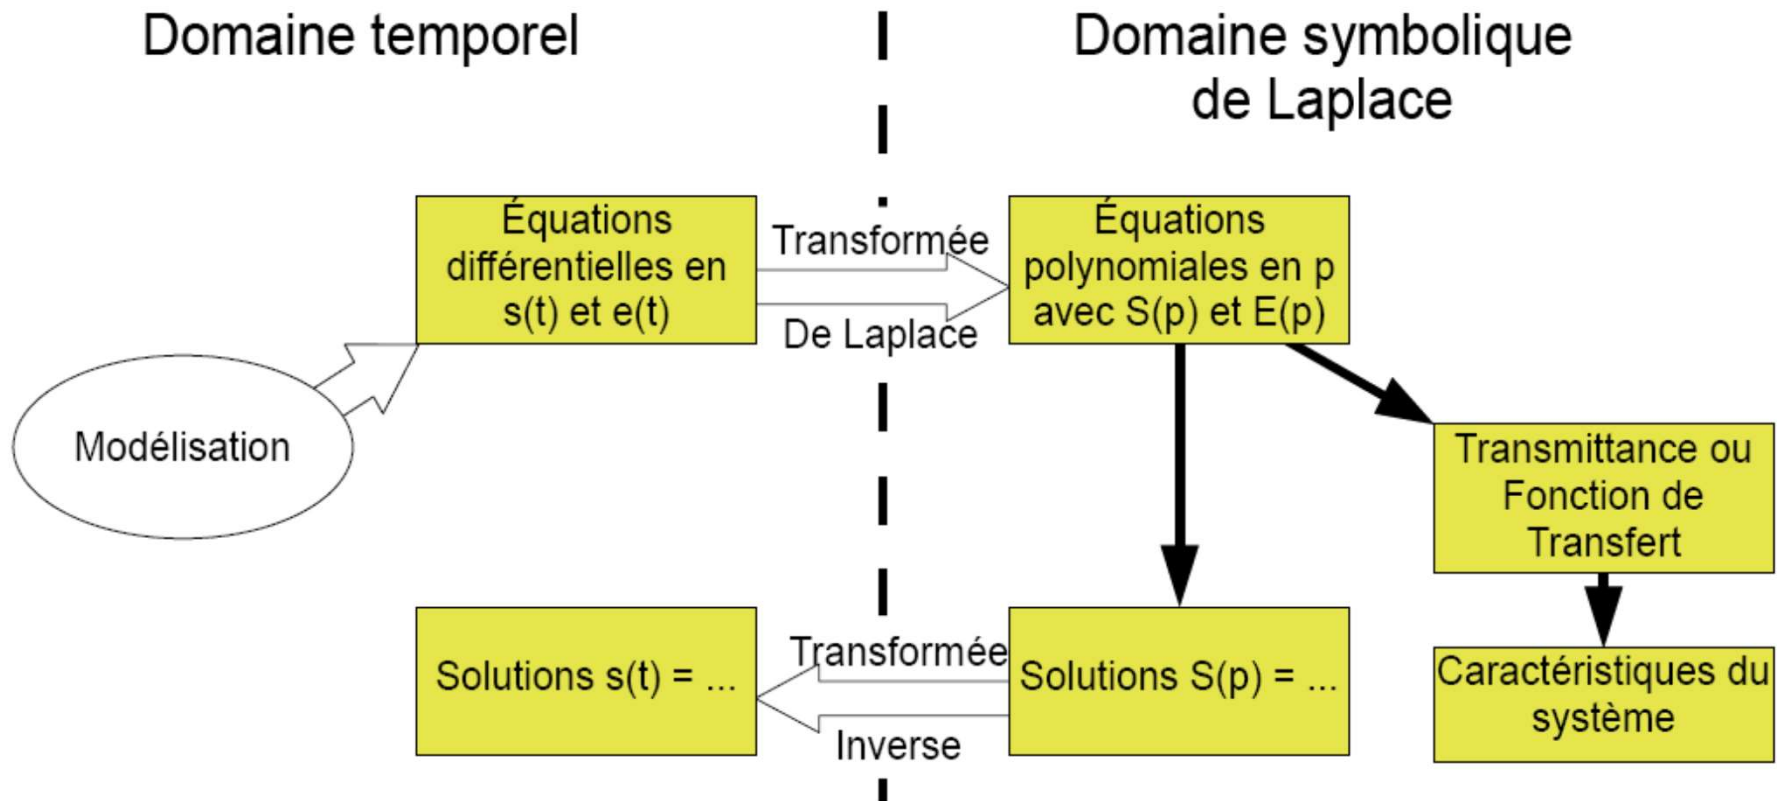 Domaine temporel
Domaine symbolique
de Laplace
Équations
différentielles en
s(t) et e(t)
Transformée
De Laplace
Équations
polynomiales en p
avec S(p) et E(p)
Modélisation
Transmittance ou
Fonction de
Transfert
Solutions s(t) = ...
Transformée
Inverse
Solutions S(p) = ...
Caractéristiques du
système